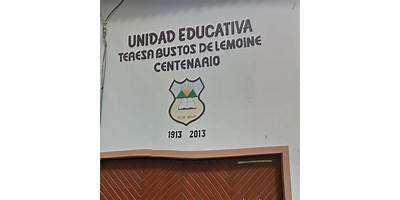 UNIDAD EDUCATIVA
TERESA BUSTOS DE LEMOINE
CENTENARIO
1913 2013